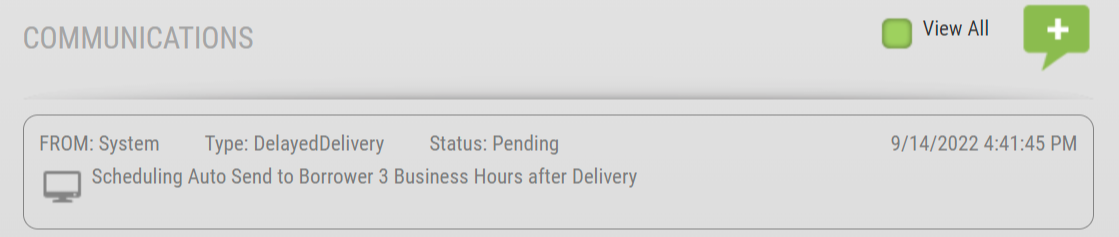 COMMUNICATIONS
View All
FROM: System Type: DelayedDelivery Status: Pending 9/14/2022 4:41:45 PM
Scheduling Auto Send to Borrower 3 Business Hours after Delivery